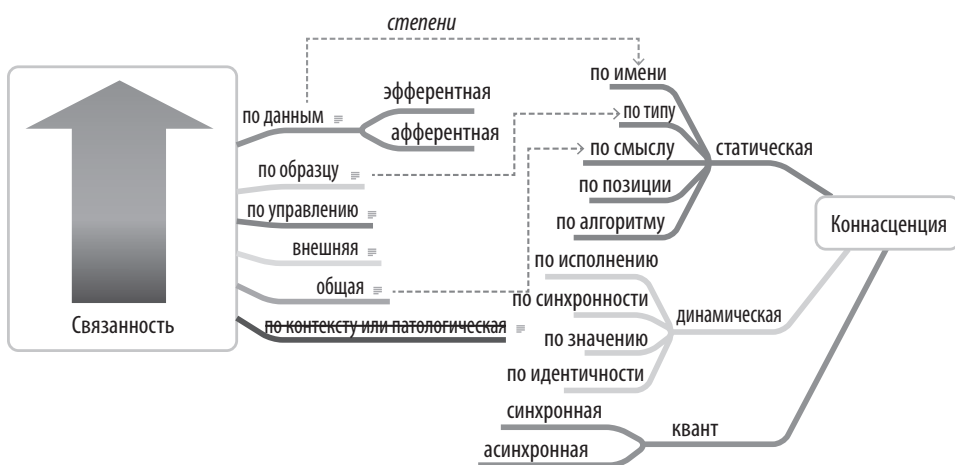 степени
по данным
эфферентная
афферентная
по образцу
по управлению
внешняя
общая
по контексту или патологическая
Связанность
по имени
по типу
по смыслу
по позиции
по алгоритму
статическая
Коннасценция
по исполнению
по синхронности
по значению
по идентичности
динамическая
синхронная
асинхронная
квант